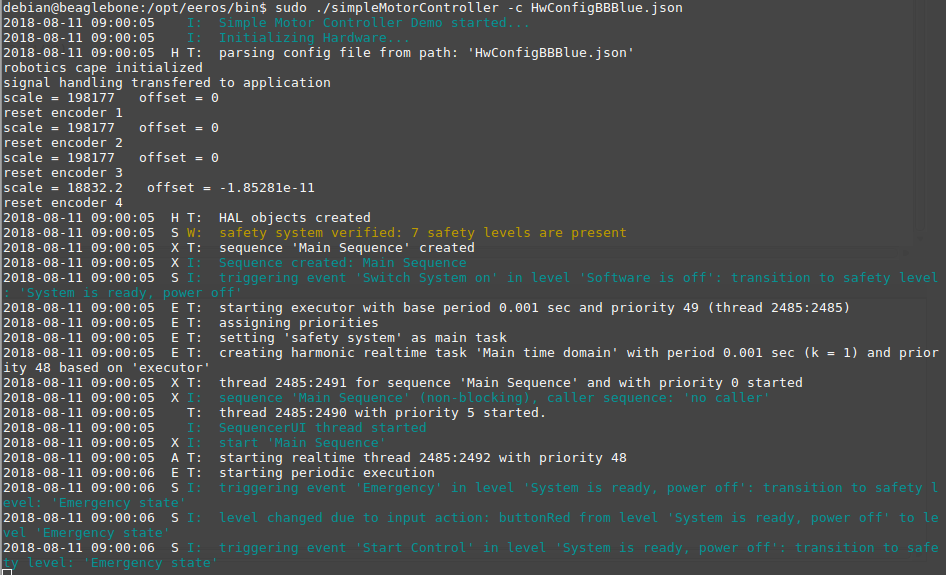 debian@beaglebone:/opt/eeros/bin$ sudo ./simpleMotorController -c HwConfigBBBlue.json
2018-08-11 09:00:05    I:  Simple Motor Controller Demo started...
2018-08-11 09:00:05    I:  Initializing Hardware...
2018-08-11 09:00:05  H T:  parsing config file from path: 'HwConfigBBBlue.json'
robotics cape initialized
signal handling transfered to application
scale = 198177   offset = 0
reset encoder 1
scale = 198177   offset = 0
reset encoder 2
scale = 198177   offset = 0
reset encoder 3
scale = 18832.2   offset = -1.85281e-11
reset encoder 4
2018-08-11 09:00:05  H T:  HAL objects created
2018-08-11 09:00:05  S W:  safety system verified: 7 safety levels are present
2018-08-11 09:00:05  X T:  sequence 'Main Sequence' created
2018-08-11 09:00:05  X I:  Sequence created: Main Sequence
2018-08-11 09:00:05  S I:  triggering event 'Switch System on' in level 'Software is off': transition to safety level
: 'System is ready, power off'
2018-08-11 09:00:05  E T:  starting executor with base period 0.001 sec and priority 49 (thread 2485:2485)
2018-08-11 09:00:05  E T:  assigning priorities
2018-08-11 09:00:05  E T:  setting 'safety system' as main task
2018-08-11 09:00:05  E T:  creating harmonic realtime task 'Main time domain' with period 0.001 sec (k = 1) and prior
ity 48 based on 'executor'
2018-08-11 09:00:05  X T:  thread 2485:2491 for sequence 'Main Sequence' and with priority 0 started
2018-08-11 09:00:05  X I:  sequence 'Main Sequence' (non-blocking), caller sequence: 'no caller'
2018-08-11 09:00:05    T:  thread 2485:2490 with priority 5 started.
2018-08-11 09:00:05    I:  SequencerUI thread started
2018-08-11 09:00:05  X I:  start 'Main Sequence'
2018-08-11 09:00:05  A T:  starting realtime thread 2485:2492 with priority 48
2018-08-11 09:00:06  E T:  starting periodic execution
2018-08-11 09:00:06  S I:  triggering event 'Emergency' in level 'System is ready, power off': transition to safety l
evel: 'Emergency state'
2018-08-11 09:00:06  S I:  level changed due to input action: buttonRed from level 'System is ready, power off' to le
vel 'Emergency state'
2018-08-11 09:00:06  S I:  triggering event 'Start Control' in level 'System is ready, power off': transition to safe
ty level: 'Emergency state'